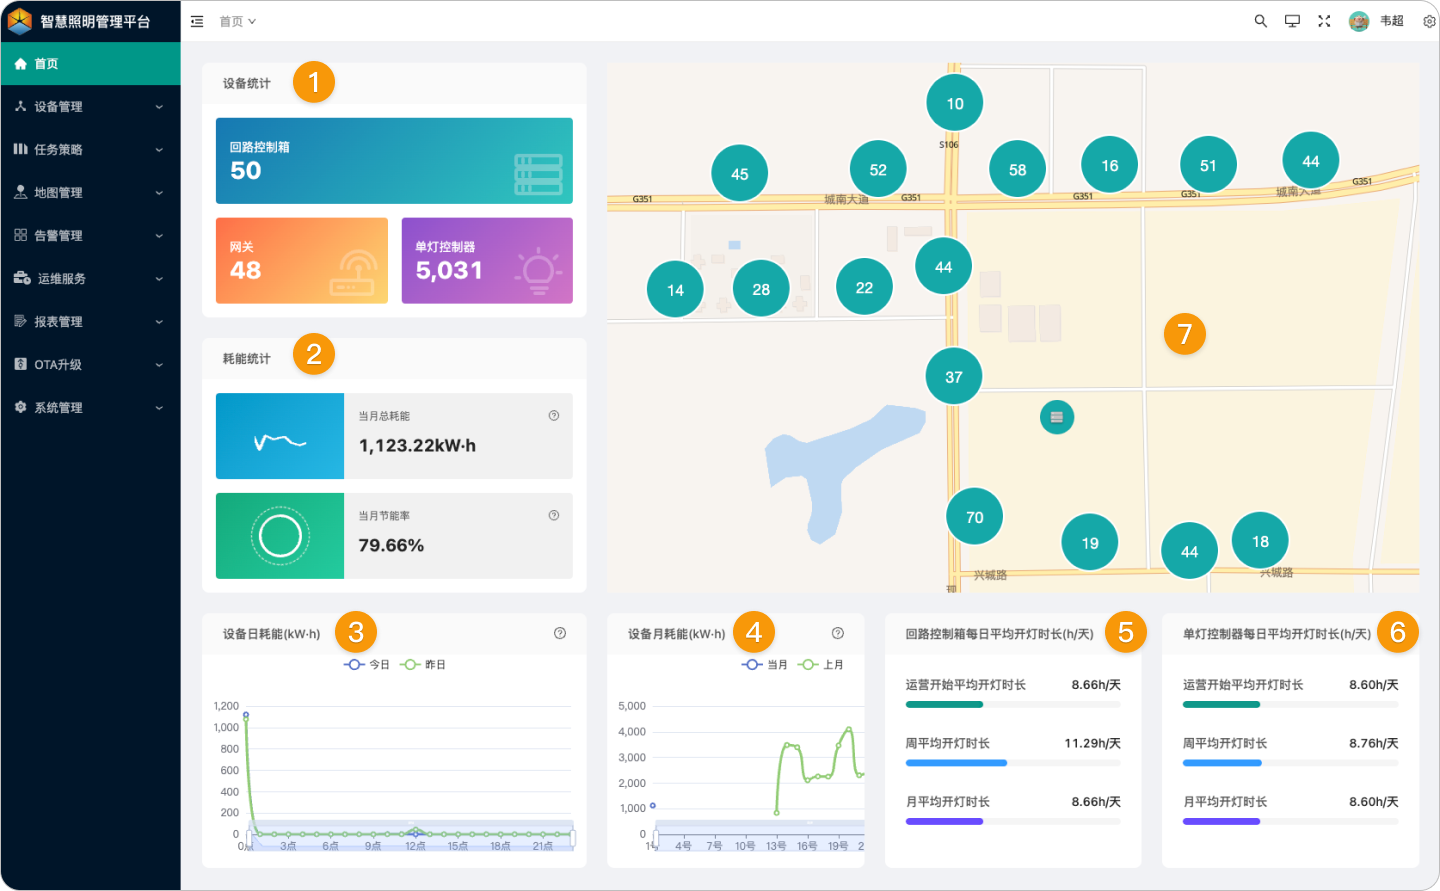 智慧照明管理平台
首页
韦超
首页
设备管理
任务策略
地图管理
告警管理
运维服务
报表管理
OTA升级
系统管理
设备统计
1
回路控制箱
50
网关
48
单灯控制器
5,031
耗能统计
2
当月总耗能
1,123.22kW·h
当月节能率
79.66%
10
S106
45
52
58
16
51
44
G351
城南大道
G351
G351
G351
城南大道
G351
14
28
22
44
7
37
70
19
44
18
兴城路
兴城路
设备日耗能(kW·h)
3
今日
昨日
1,200
1,000
800
600
400
200
0
3点
6点
9点
12点
15点
18点
21点
设备月耗能(kW·h)
4
当月
上月
5,000
4,000
3,000
2,000
1,000
0
4号
7号
10号
13号
16号
19号
2
回路控制箱每日平均开灯时长(h/天)
5
运营开始平均开灯时长
8.66h/天
周平均开灯时长
11.29h/天
月平均开灯时长
8.66h/天
单灯控制器每日平均开灯时长(h/天)
6
运营开始平均开灯时长
8.60h/天
周平均开灯时长
8.76h/天
月平均开灯时长
8.60h/天